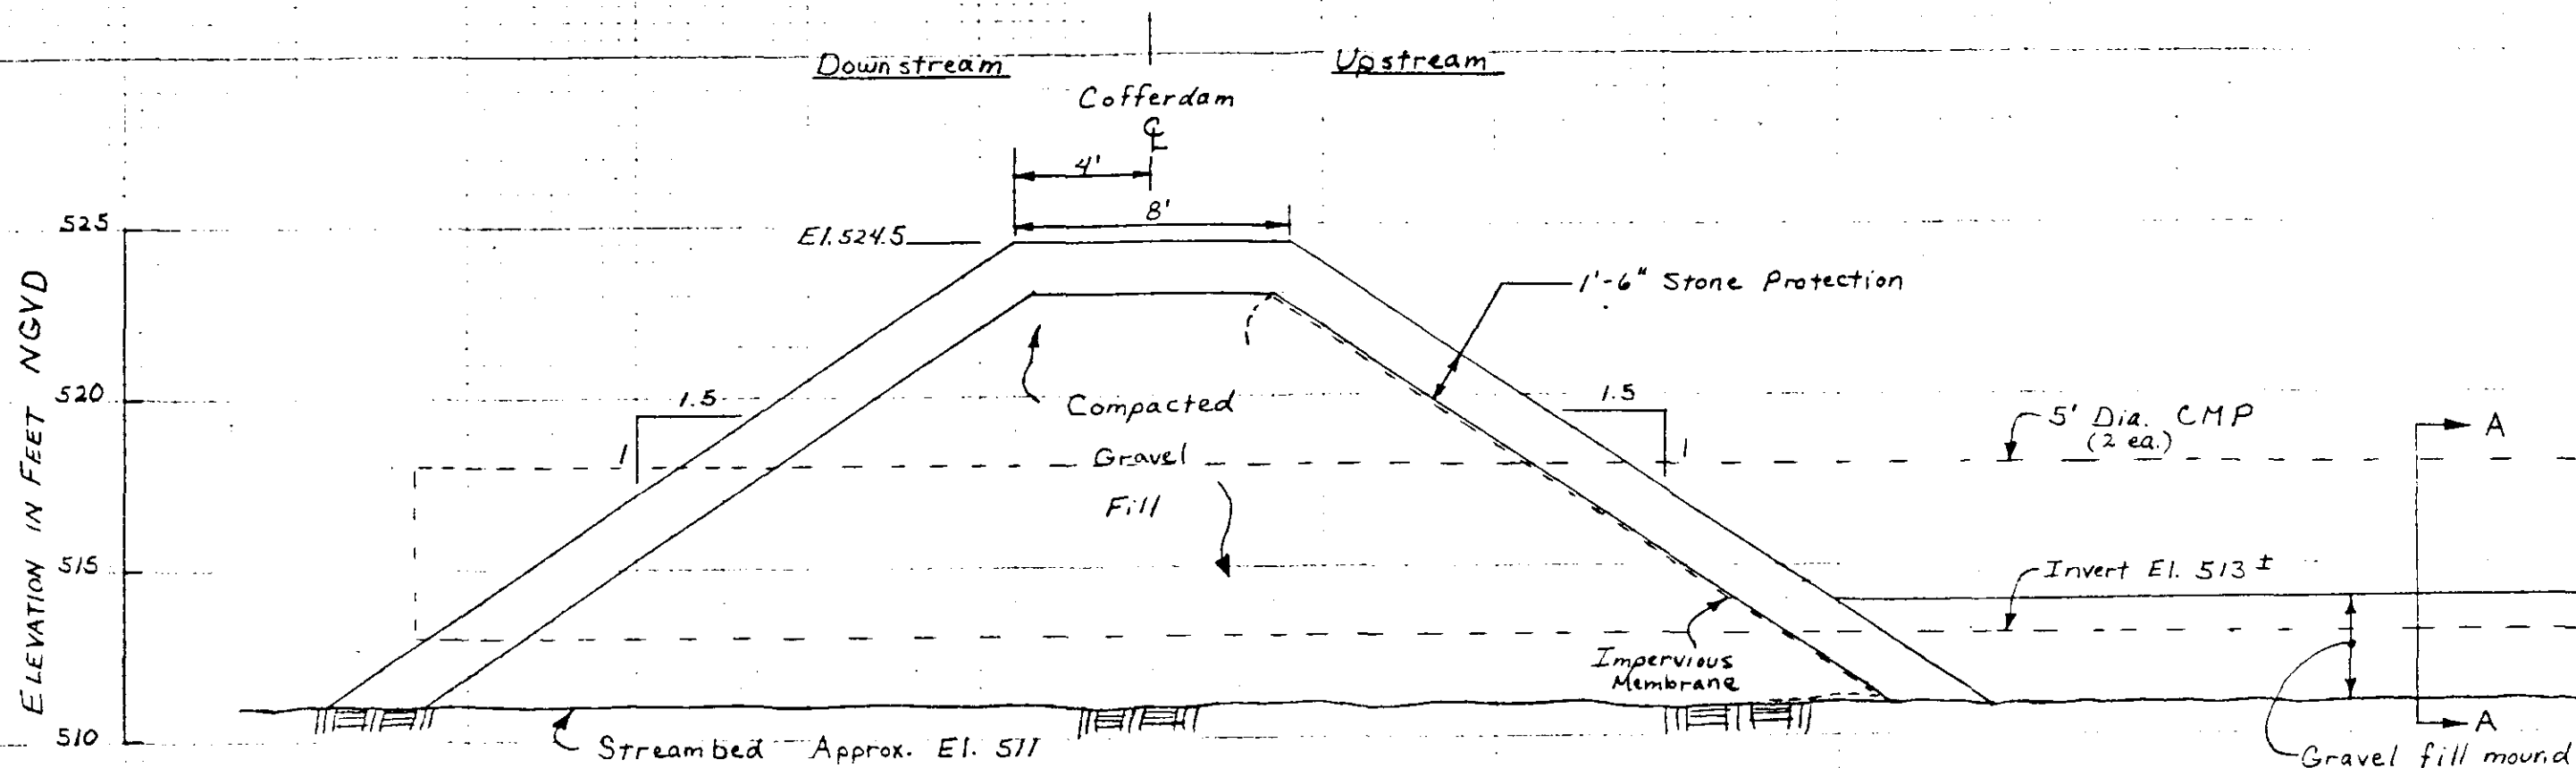 Downstream
Upstream
Cofferdam
℄
4'
8'
525
El. 524.5
1'-6" Stone Protection
520
1.5
1
Compacted
Gravel
Fill
1.5
1
5' Dia. CMP
(2 ea.)
A
515
Invert El. 513 ±
Impervious
Membrane
510
Streambed Approx. El. 511
A
Gravel fill mound
ELEVATION IN FEET NGVD